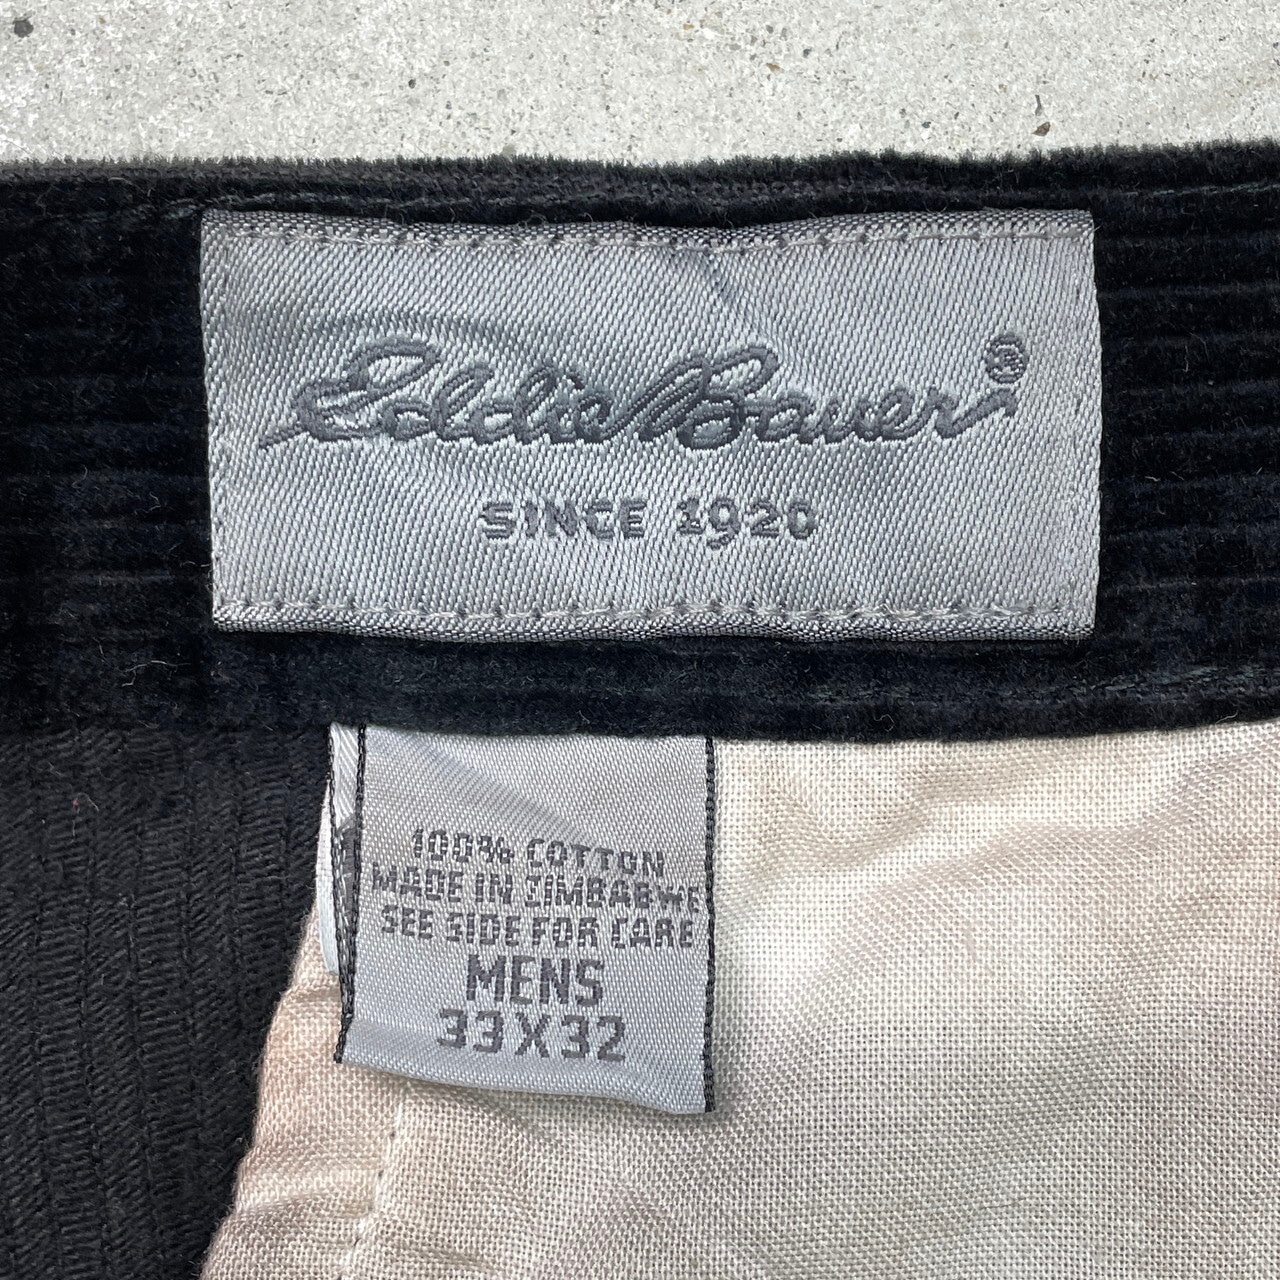 Eddie Bauer®
SINCE 1920
100% COTTON
MADE IN ZIMBABWE
SEE SIDE FOR CARE
MENS
33X32